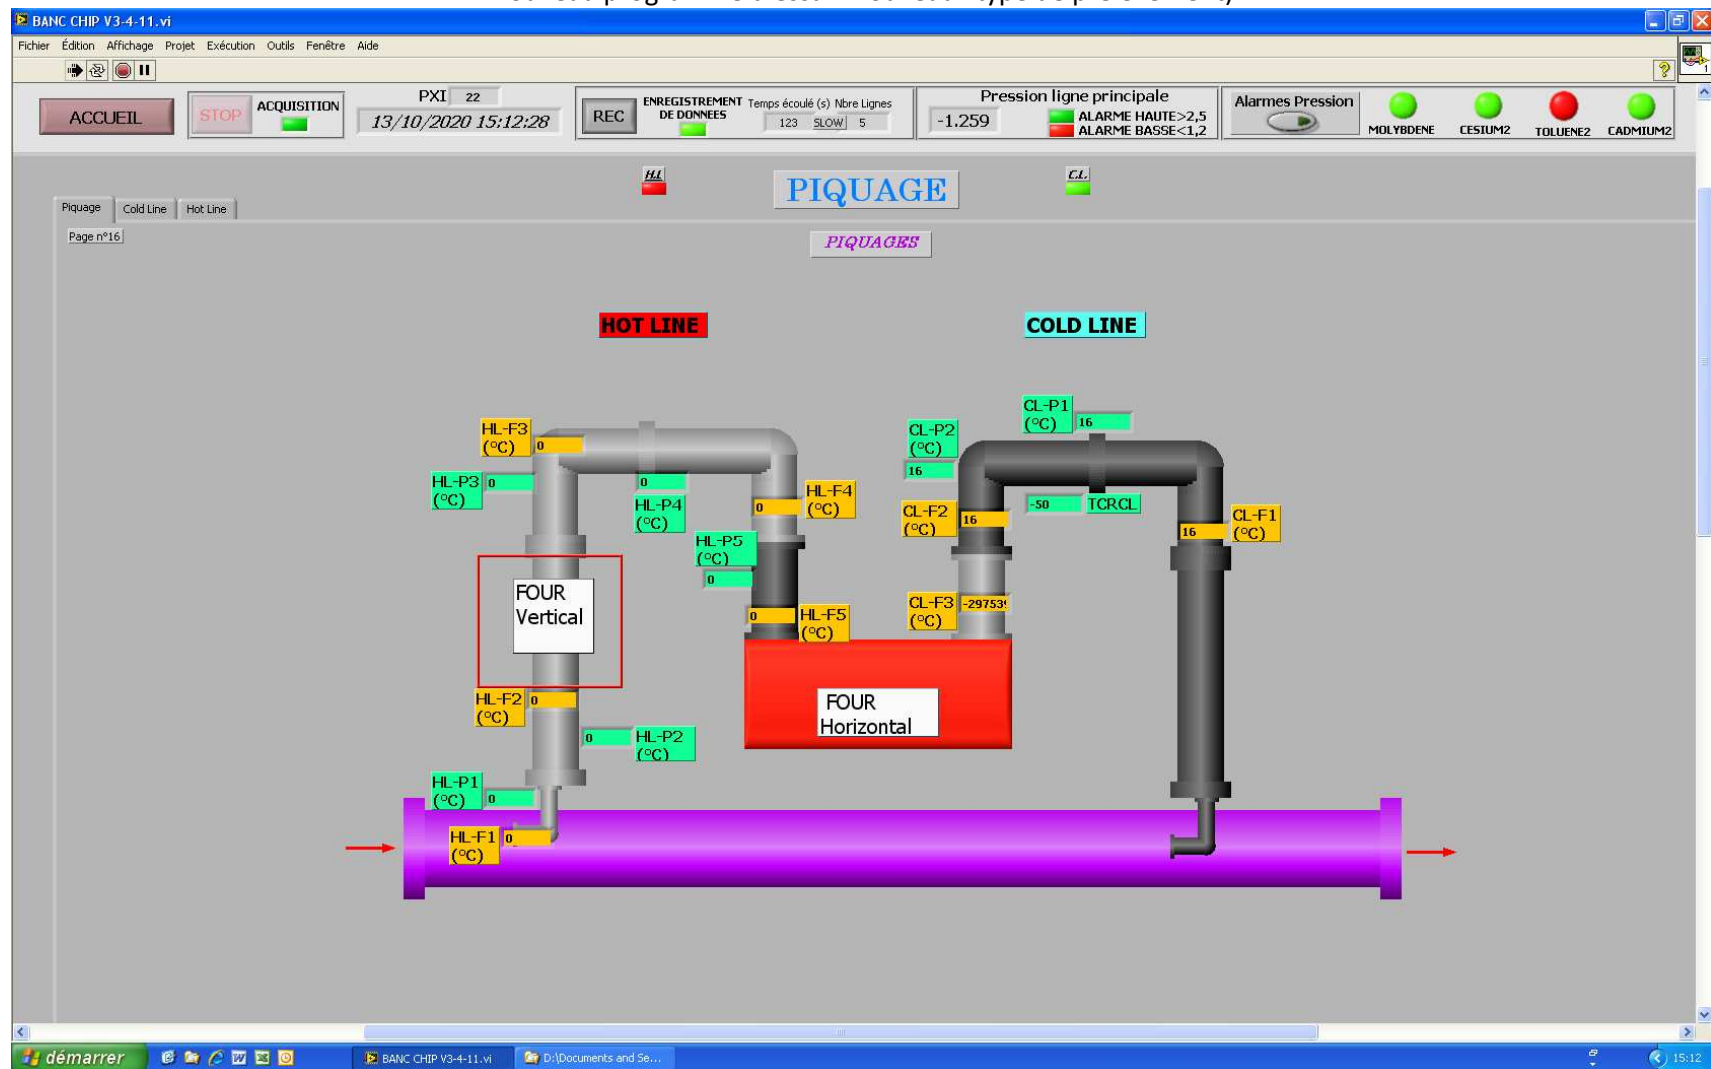 BANC CHIP V3-4-11.vi
Fichier Édition Affichage Projet Exécution Outils Fenêtre Aide
ACCUEIL
STOP
ACQUISITION
PXI 22
13/10/2020 15:12:28
REC
ENREGISTREMENT
DE DONNEES
Temps écoulé (s) Nbre Lignes
123 SLOW 5
Pression ligne principale
-1.259
ALARME HAUTE>2,5
ALARME BASSE<1,2
Alarmes Pression
MOLYBDENE CESIUM2 TOLUENE2 CADMIUM2
PIQUAGE
C.L.
Piquage Cold Line Hot Line
Page n°16
PIQUAGES
HOT LINE
COLD LINE
HL-F3
(°C) 0
HL-P3 0
(°C)
0
HL-P4
(°C)
HL-F4
0 (°C)
HL-P5
(°C)
0
FOUR
Vertical
0 HL-F5
(°C)
FOUR
Horizontal
HL-F2 0
(°C)
0 HL-P2
(°C)
HL-P1
(°C) 0
HL-F1 0
(°C)
CL-P1
(°C) 16
CL-P2
(°C)
16
CL-F2 16
(°C)
-50 TCRCL
CL-F1
16 (°C)
CL-F3 -29753
(°C)
démarrer
BANC CHIP V3-4-11.vi
D:\Documents and Se...
15:12